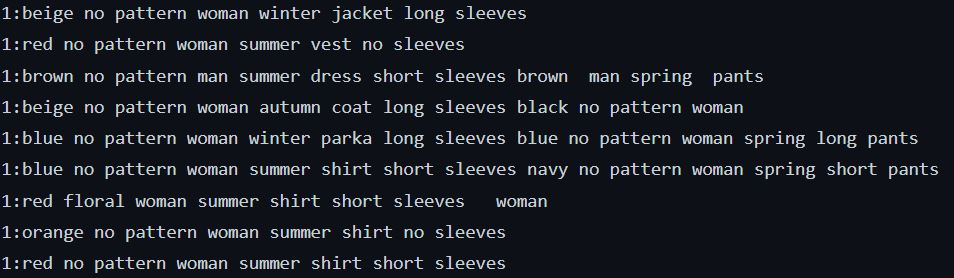 1:beige no pattern woman winter jacket long sleeves
1:red no pattern woman summer vest no sleeves
1:brown no pattern man summer dress short sleeves brown  man spring  pants
1:beige no pattern woman autumn coat long sleeves black no pattern woman
1:blue no pattern woman winter parka long sleeves blue no pattern woman spring long pants
1:blue no pattern woman summer shirt short sleeves navy no pattern woman spring short pants
1:red floral woman summer shirt short sleeves   woman
1:orange no pattern woman summer shirt no sleeves
1:red no pattern woman summer shirt short sleeves